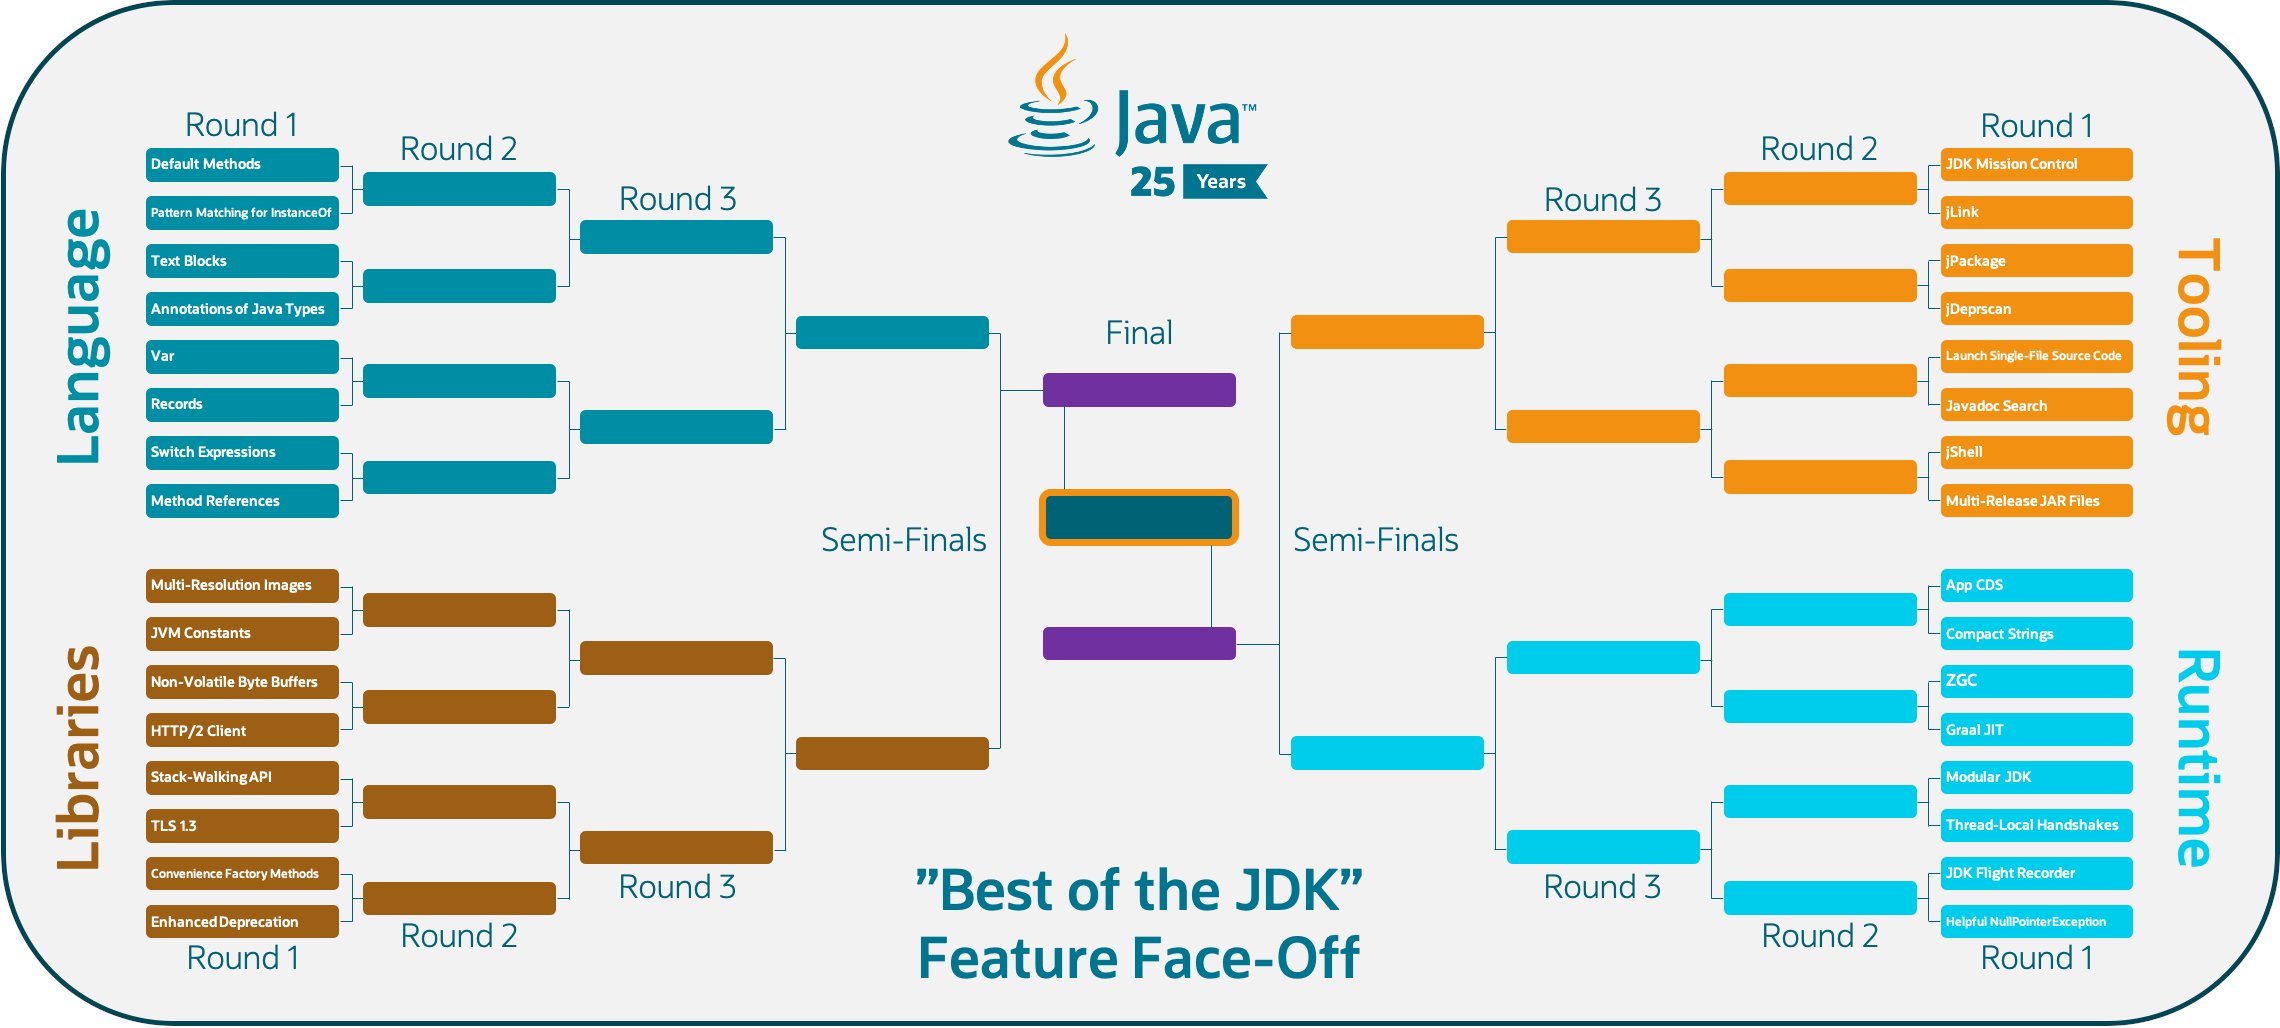 Java™
25 Years
Language
Round 1
Default Methods
Pattern Matching for InstanceOf
Text Blocks
Annotations of Java Types
Var
Records
Switch Expressions
Method References
Round 2
Round 3
Libraries
Multi-Resolution Images
JVM Constants
Non-Volatile Byte Buffers
HTTP/2 Client
Stack-Walking API
TLS 1.3
Convenience Factory Methods
Enhanced Deprecation
Round 1
Round 2
Round 3
Semi-Finals
Final
Semi-Finals
Round 3
Round 2
Round 1
JDK Mission Control
jLink
jPackage
jDeprscan
Launch Single-File Source Code
Javadoc Search
jShell
Multi-Release JAR Files
Tooling
App CDS
Compact Strings
ZGC
Graal JIT
Modular JDK
Thread-Local Handshakes
JDK Flight Recorder
Helpful NullPointerException
Runtime
Round 3
Round 2
Round 1
”Best of the JDK”
Feature Face-Off